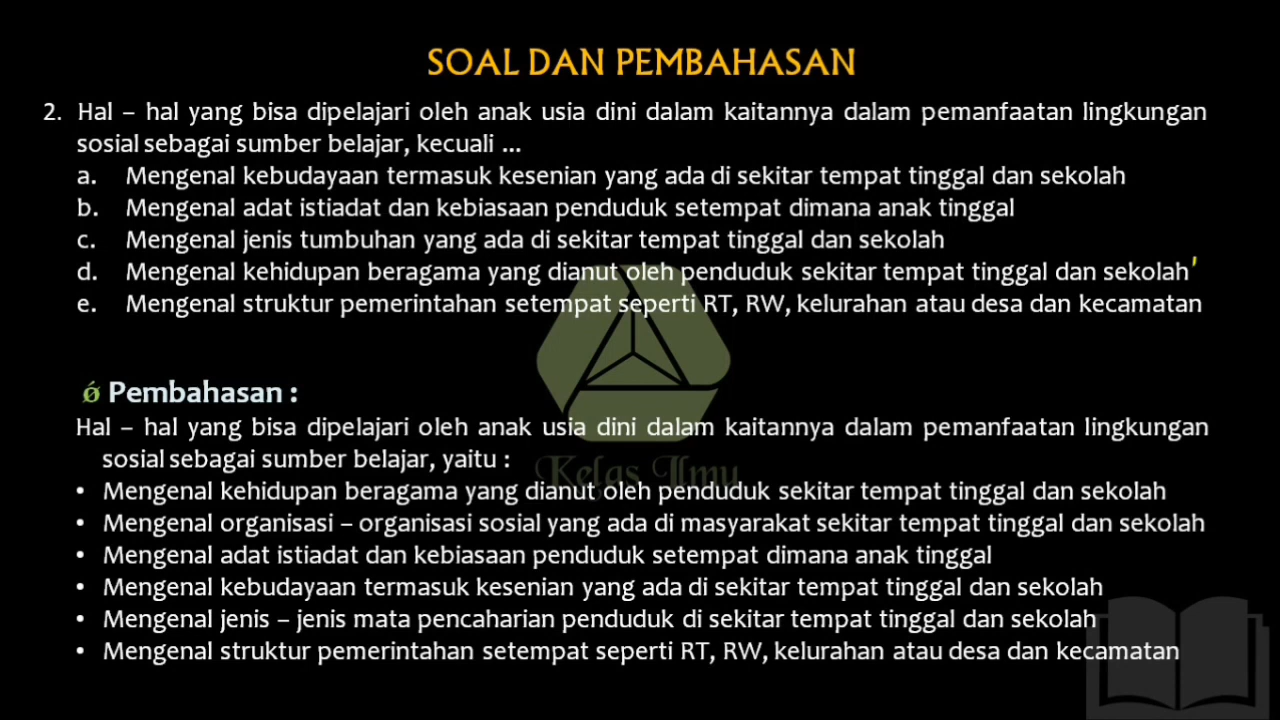 SOAL DAN PEMBAHASAN
2. Hal – hal yang bisa dipelajari oleh anak usia dini dalam kaitannya dalam pemanfaatan lingkungan
sosial sebagai sumber belajar, kecuali ...
a. Mengenal kebudayaan termasuk kesenian yang ada di sekitar tempat tinggal dan sekolah
b. Mengenal adat istiadat dan kebiasaan penduduk setempat dimana anak tinggal
c. Mengenal jenis tumbuhan yang ada di sekitar tempat tinggal dan sekolah
d. Mengenal kehidupan beragama yang dianut oleh penduduk sekitar tempat tinggal dan sekolah
e. Mengenal struktur pemerintahan setempat seperti RT, RW, kelurahan atau desa dan kecamatan
ǿ Pembahasan :
Hal – hal yang bisa dipelajari oleh anak usia dini dalam kaitannya dalam pemanfaatan lingkungan
sosial sebagai sumber belajar, yaitu :
Kelas Ilmu
• Mengenal kehidupan beragama yang dianut oleh penduduk sekitar tempat tinggal dan sekolah
• Mengenal organisasi – organisasi sosial yang ada di masyarakat sekitar tempat tinggal dan sekolah
• Mengenal adat istiadat dan kebiasaan penduduk setempat dimana anak tinggal
• Mengenal kebudayaan termasuk kesenian yang ada di sekitar tempat tinggal dan sekolah
• Mengenal jenis – jenis mata pencaharian penduduk di sekitar tempat tinggal dan sekolah
• Mengenal struktur pemerintahan setempat seperti RT, RW, kelurahan atau desa dan kecamatan